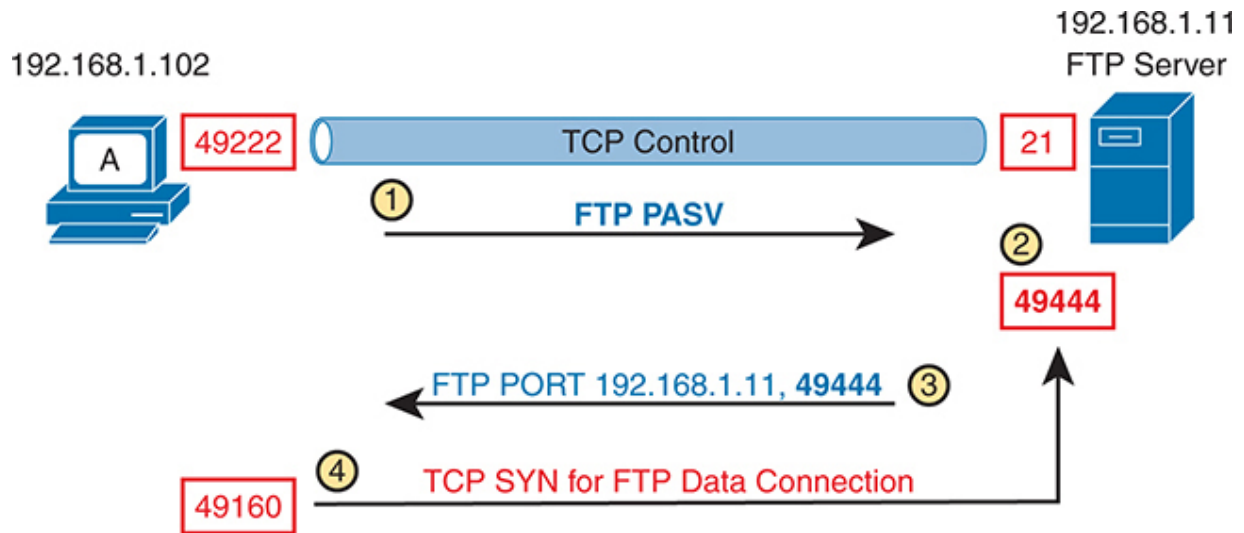 192.168.1.11
FTP Server
192.168.1.102
A
49222
TCP Control
21
1
FTP PASV
2
49444
FTP PORT 192.168.1.11, 49444
3
4
TCP SYN for FTP Data Connection
49160